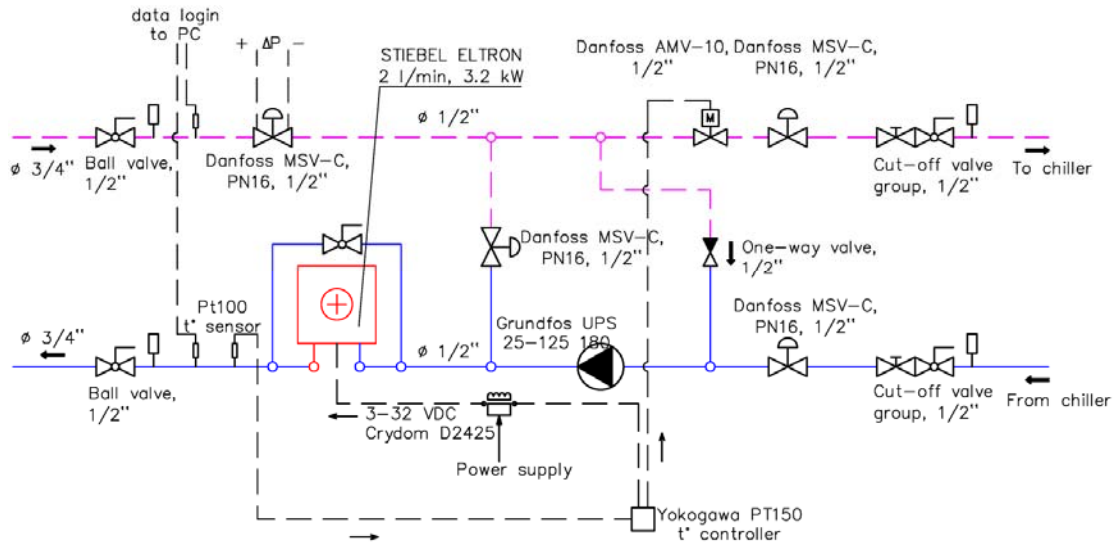 data login
to PC
+ ΔP −
STIEBEL ELTRON
2 l/min, 3.2 kW
Danfoss AMV-10,
1/2"
Danfoss MSV-C,
PN16, 1/2"
M
ø 1/2"
ø 3/4"
Ball valve,
1/2"
Danfoss MSV-C,
PN16, 1/2"
Cut-off valve
group, 1/2"
To chiller
Danfoss MSV-C,
PN16, 1/2"
One-way valve,
1/2"
Pt100
t° sensor
ø 3/4"
Grundfos UPS
25-125 180
Danfoss MSV-C,
PN16, 1/2"
ø 1/2"
Ball valve,
1/2"
Cut-off valve
group, 1/2"
From chiller
3-32 VDC
Crydom D2425
Power supply
Yokogawa PT150
t° controller